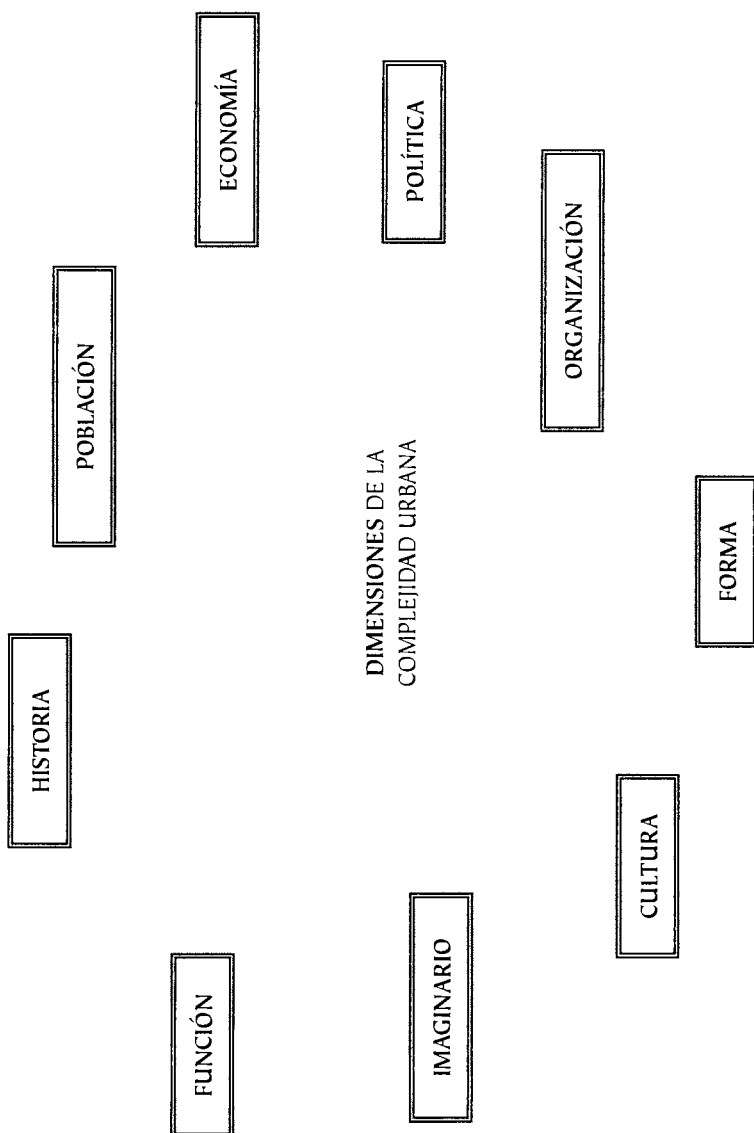 HISTORIA
POBLACIÓN
FUNCIÓN
ECONOMÍA
DIMENSIONES DE LA
COMPLEJIDAD URBANA
POLÍTICA
IMAGINARIO
ORGANIZACIÓN
CULTURA
FORMA